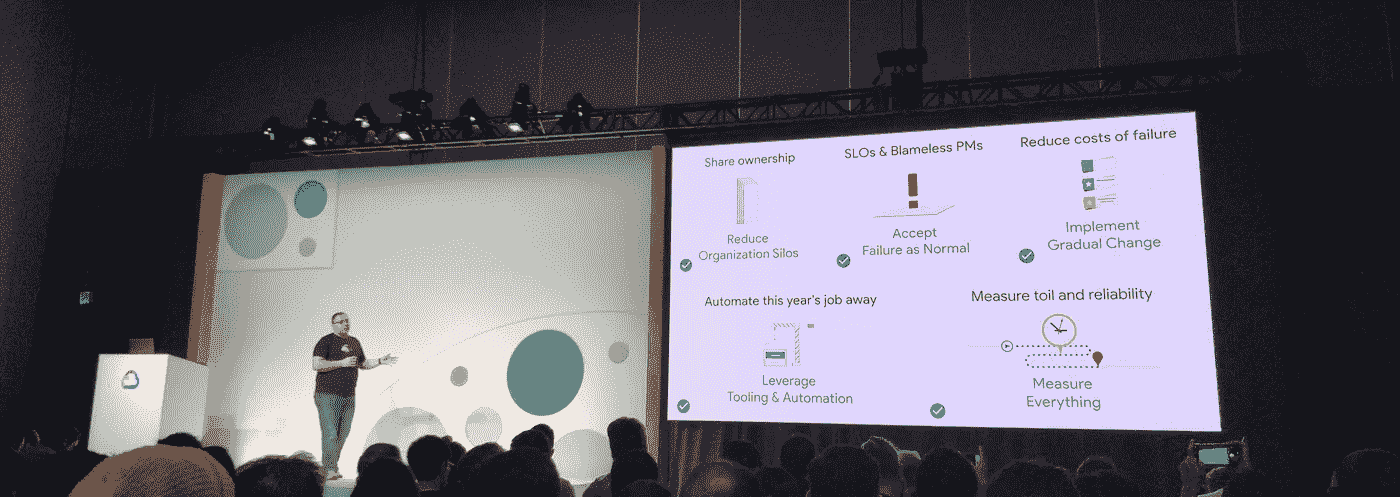 Share ownership
SLOs & Blameless PMs
Reduce costs of failure
Reduce
Organization Silos
Accept
Failure as Normal
Implement
Gradual Change
Automate this year's job away
Measure toil and reliability
Leverage
Tooling & Automation
Measure
Everything